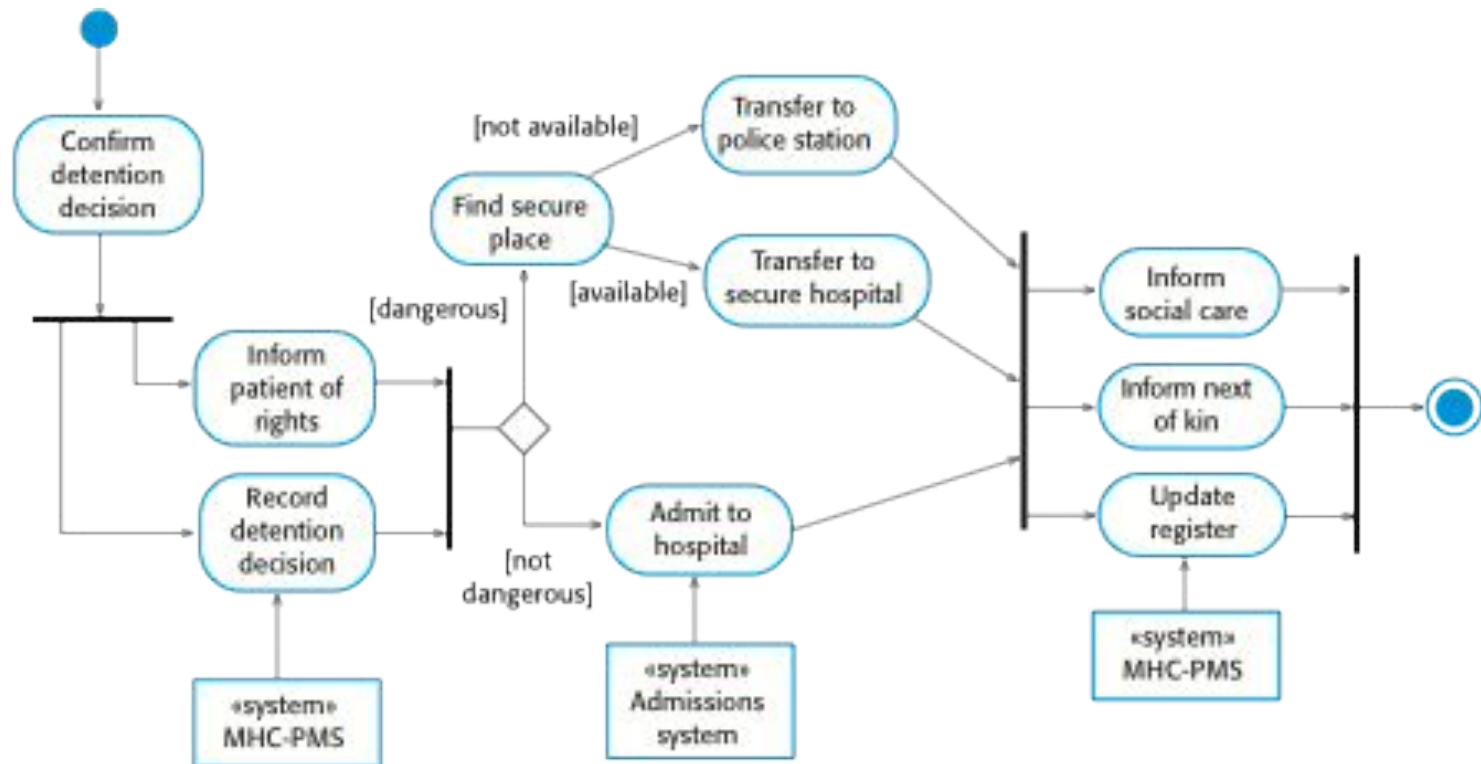 Confirm
detention
decision
Inform
patient of
rights
Record
detention
decision
«system»
MHC-PMS
[dangerous]
[not
dangerous]
Find secure
place
[not available]
[available]
Transfer to
police station
Transfer to
secure hospital
Admit to
hospital
«system»
Admissions
system
Inform
social care
Inform next
of kin
Update
register
«system»
MHC-PMS